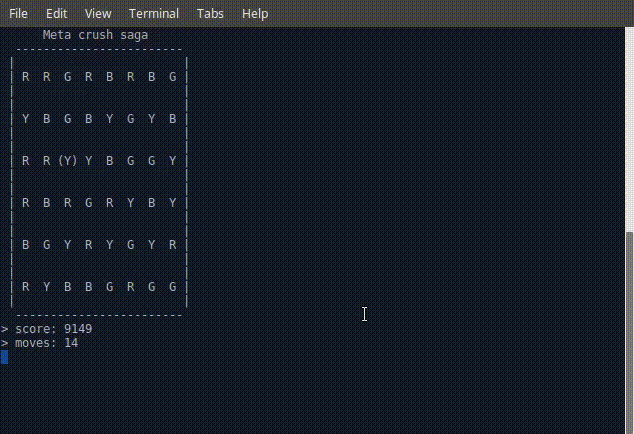 File Edit View Terminal Tabs Help
Meta crush saga
------------------------
| |
| R R G R B R B G |
| |
| |
| Y B G B Y G Y B |
| |
| |
| R R (Y) Y B G G Y |
| |
| |
| R B R G R Y B Y |
| |
| |
| B G Y R Y G Y R |
| |
| |
| R Y B B G R G G |
| |
------------------------
> score: 9149
> moves: 14